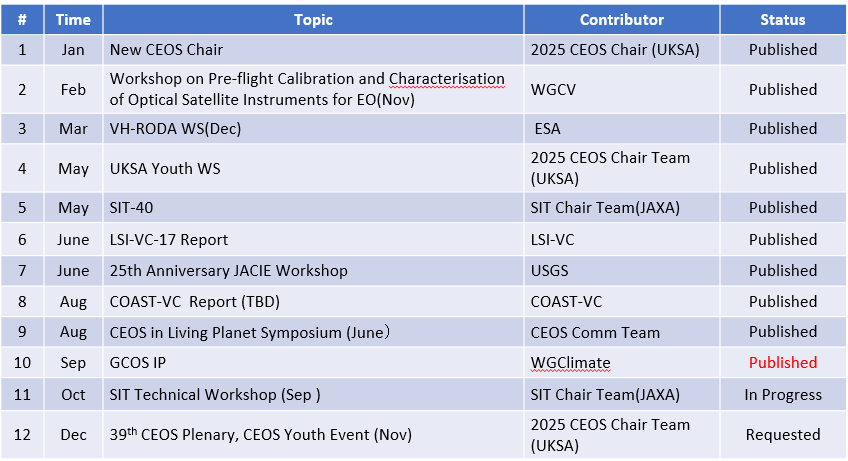 # Time Topic Contributor Status
1 Jan New CEOS Chair 2025 CEOS Chair (UKSA) Published
2 Feb Workshop on Pre-flight Calibration and Characterisation
of Optical Satellite Instruments for EO(Nov) WGCV Published
3 Mar VH-RODA WS(Dec) ESA Published
4 May UKSA Youth WS 2025 CEOS Chair Team
(UKSA) Published
5 May SIT-40 SIT Chair Team(JAXA) Published
6 June LSI-VC-17 Report LSI-VC Published
7 June 25th Anniversary JACIE Workshop USGS Published
8 Aug COAST-VC  Report (TBD) COAST-VC Published
9 Aug CEOS in Living Planet Symposium (June） CEOS Comm Team Published
10 Sep GCOS IP WGClimate Published
11 Oct SIT Technical Workshop (Sep ) SIT Chair Team(JAXA) In Progress
12 Dec 39th CEOS Plenary, CEOS Youth Event (Nov) 2025 CEOS Chair Team
(UKSA) Requested